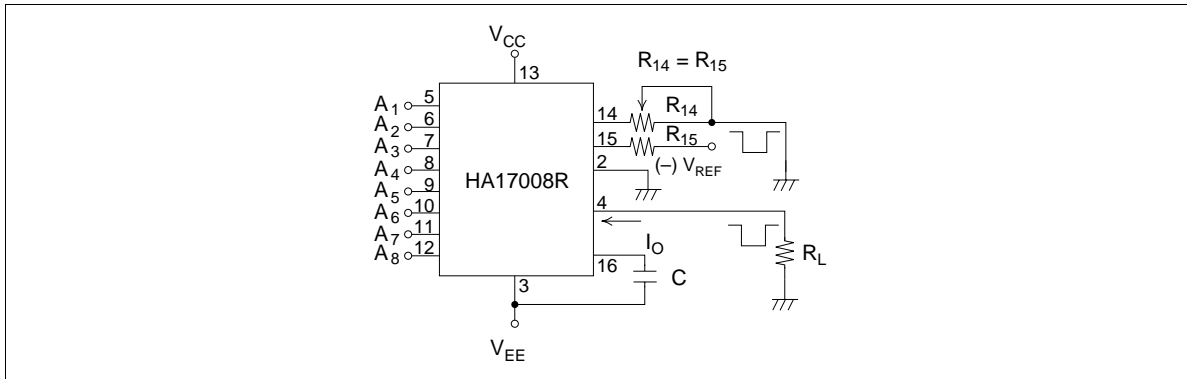 V_CC
13
R_14 = R_15
A_1 5
A_2 6
A_3 7
A_4 8
A_5 9
A_6 10
A_7 11
A_8 12
HA17008R
14 R_14
15 R_15
(–) V_REF
2
4
I_O
16
C
R_L
3
V_EE